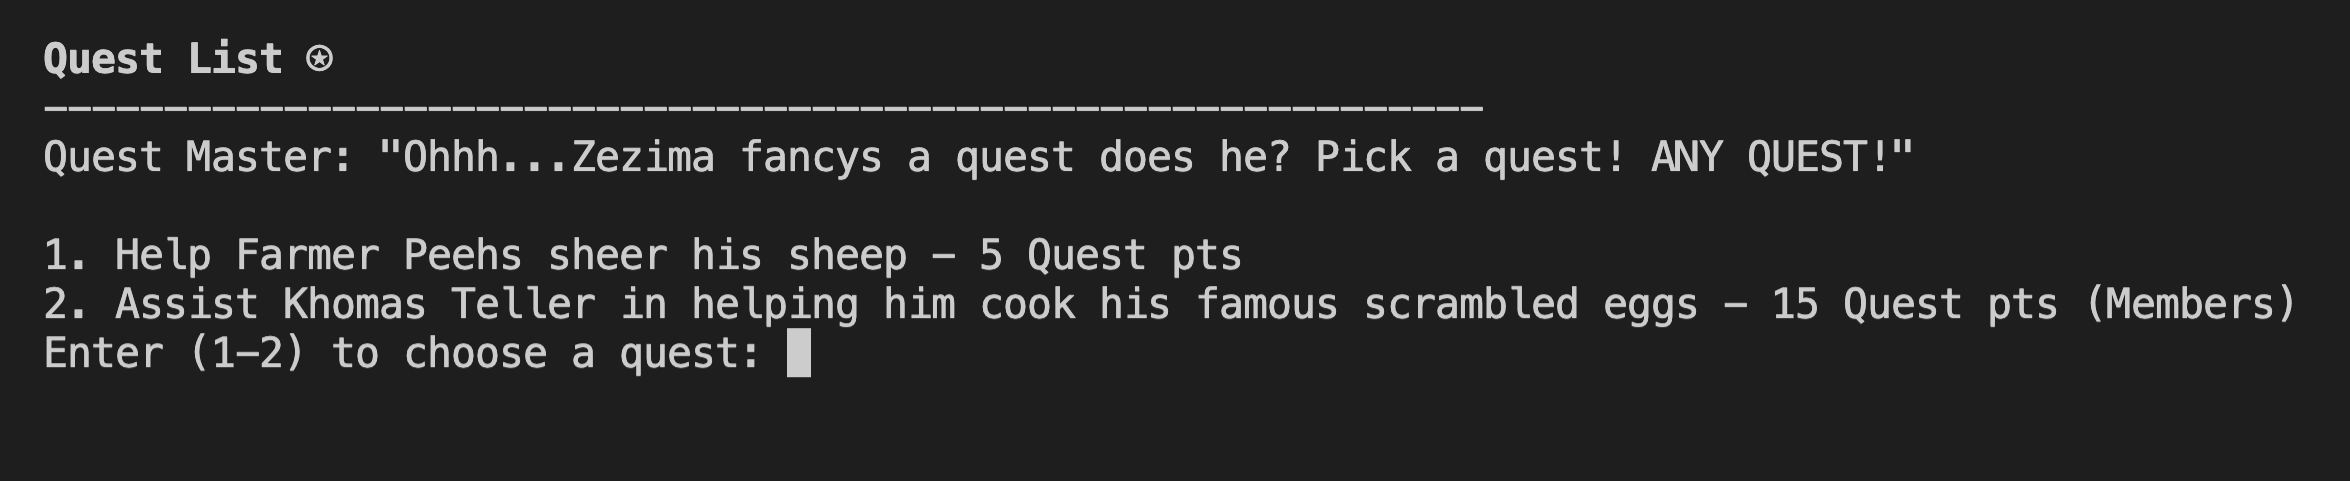 Quest List ✪
------------------------------------------------------------
Quest Master: "Ohhh...Zezima fancys a quest does he? Pick a quest! ANY QUEST!"
1. Help Farmer Peehs sheer his sheep - 5 Quest pts
2. Assist Khomas Teller in helping him cook his famous scrambled eggs - 15 Quest pts (Members)
Enter (1-2) to choose a quest: